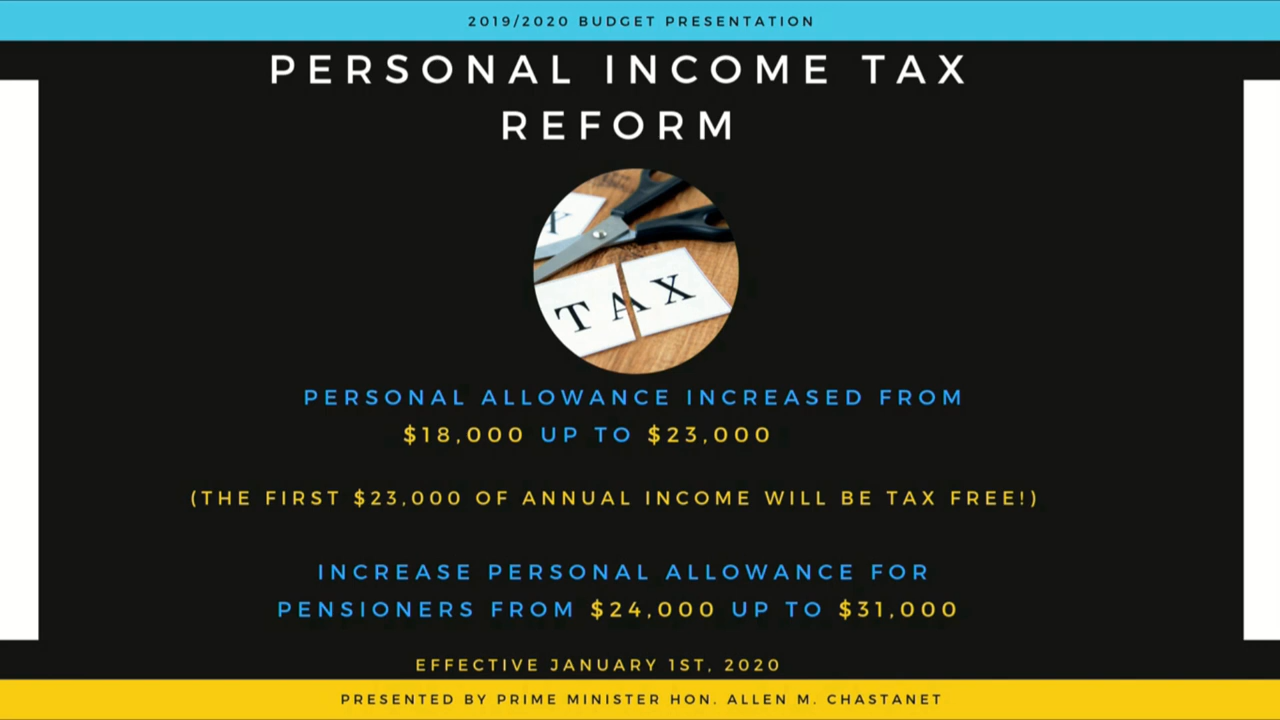 2019/2020 BUDGET PRESENTATION
PERSONAL INCOME TAX
REFORM
TAX
PERSONAL ALLOWANCE INCREASED FROM
$18,000 UP TO $23,000
(THE FIRST $23,000 OF ANNUAL INCOME WILL BE TAX FREE!)
INCREASE PERSONAL ALLOWANCE FOR
PENSIONERS FROM $24,000 UP TO $31,000
EFFECTIVE JANUARY 1ST, 2020
PRESENTED BY PRIME MINISTER HON. ALLEN M. CHASTANET